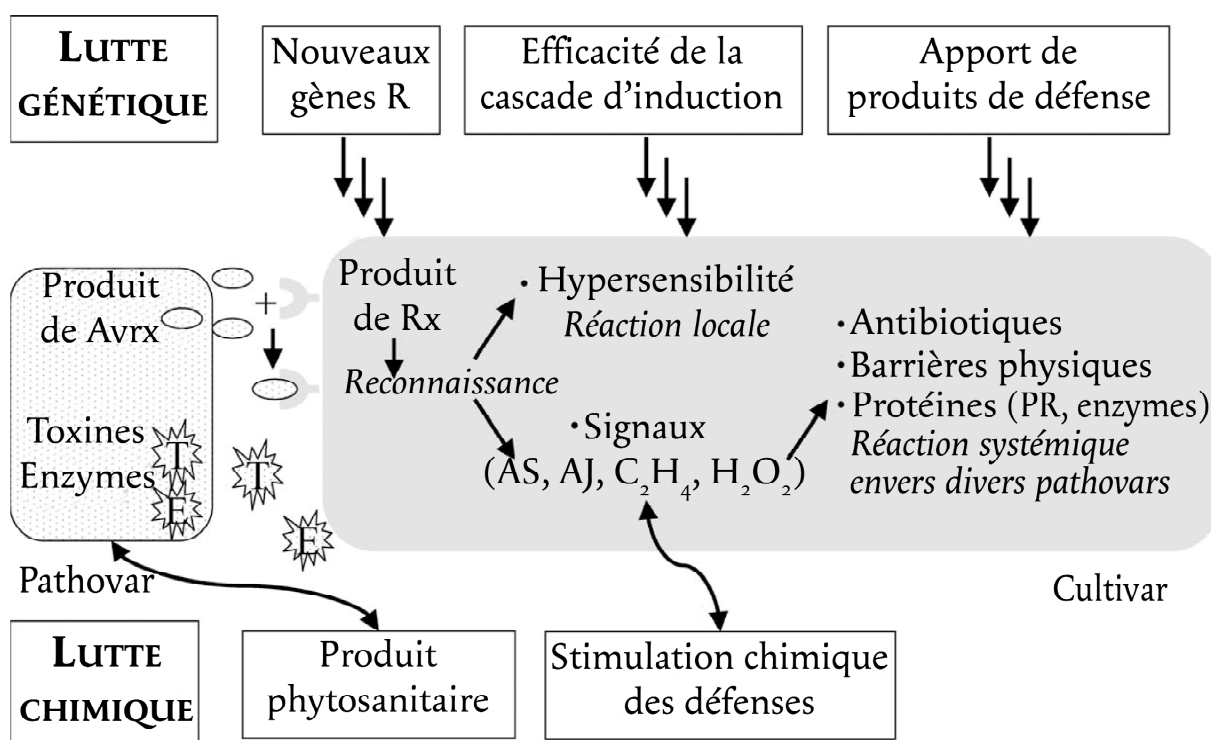 LUTTE
GÉNÉTIQUE
Nouveaux
gènes R
Efficacité de la
cascade d'induction
Apport de
produits de défense
Produit
de Avrx
+
Toxines
Enzymes
T
E
T
E
Pathovar
Produit
de Rx
Reconnaissance
· Hypersensibilité
Réaction locale
· Signaux
(AS, AJ, C₂H₄, H₂O₂)
· Antibiotiques
· Barrières physiques
· Protéines (PR, enzymes)
Réaction systémique
envers divers pathovars
Cultivar
LUTTE
CHIMIQUE
Produit
phytosanitaire
Stimulation chimique
des défenses